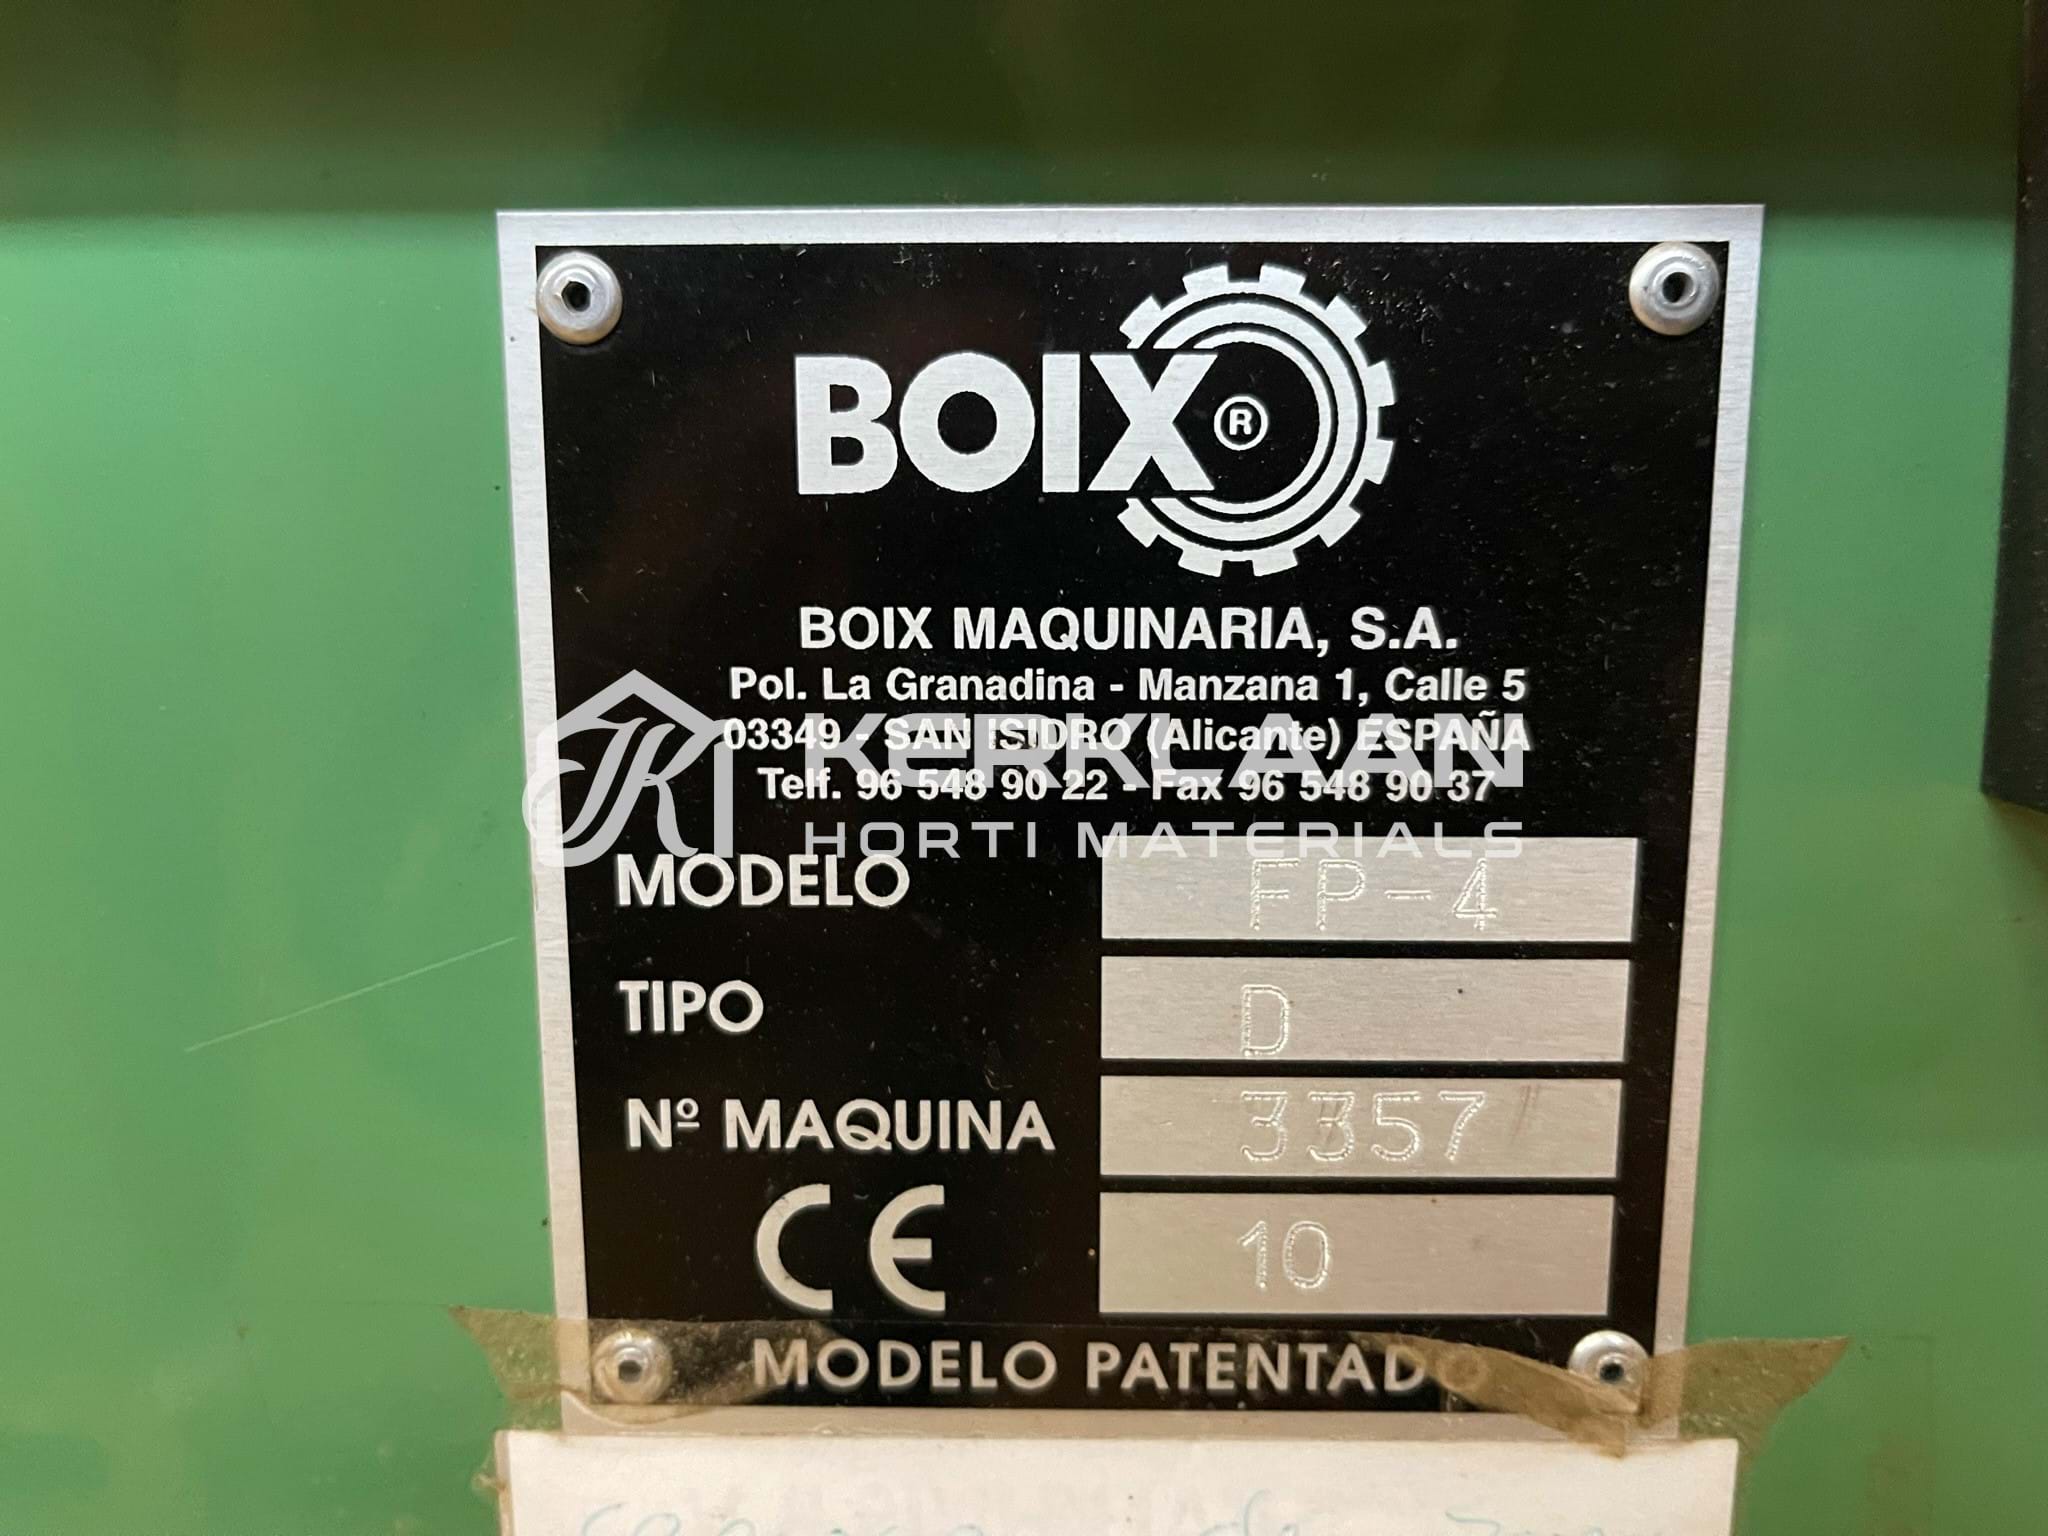 BOIX®
BOIX MAQUINARIA, S.A.
Pol. La Granadina - Manzana 1, Calle 5
03349 - SAN ISIDRO (Alicante) ESPAÑA
Telf. 96 548 90 22 - Fax 96 548 90 37
KERKLAAN
HORTI MATERIALS
MODELO FP-4
TIPO D
Nº MAQUINA 3357
CE 10
MODELO PATENTADO